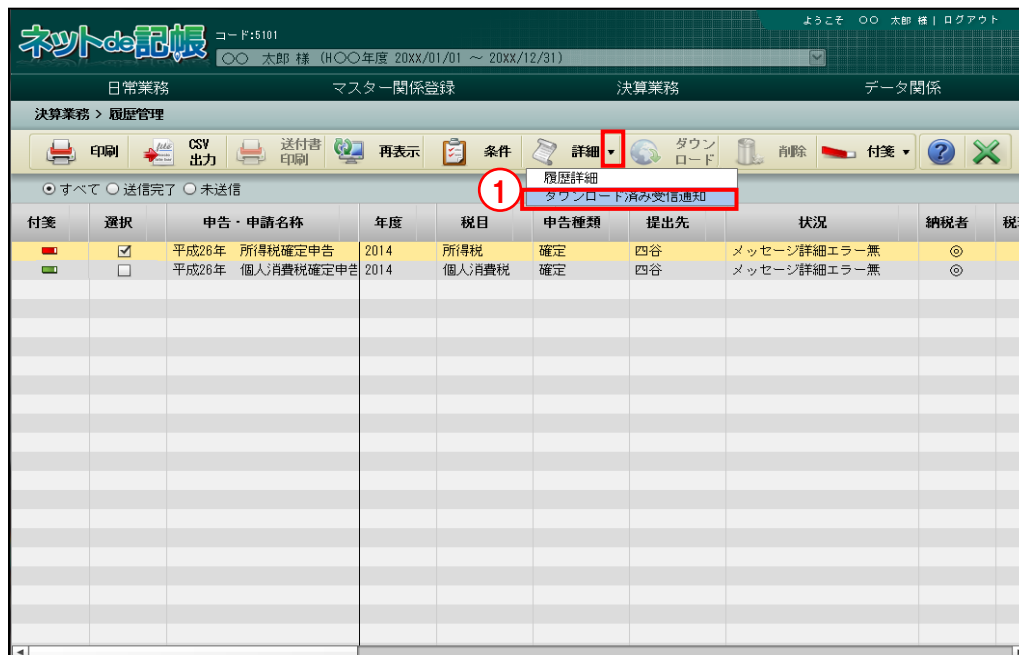 ようこそ 〇〇 太郎 様 | ログアウト
ネットde記帳
コード:5101
〇〇 太郎 様 (H〇〇年度 20XX/01/01 ～ 20XX/12/31)
日常業務 マスター関係登録 決算業務 データ関係
決算業務 > 履歴管理
印刷 CSV出力 送付書印刷 再表示 条件 詳細 ダウンロード 削除 付箋
すべて 送信完了 未送信
履歴詳細
1 ダウンロード済み受信通知
付箋 選択 申告・申請名称 年度 税目 申告種類 提出先 状況 納税者
平成26年 所得税確定申告 2014 所得税 確定 四谷 メッセージ詳細エラー無 ◎
平成26年 個人消費税確定申告 2014 個人消費税 確定 四谷 メッセージ詳細エラー無 ◎